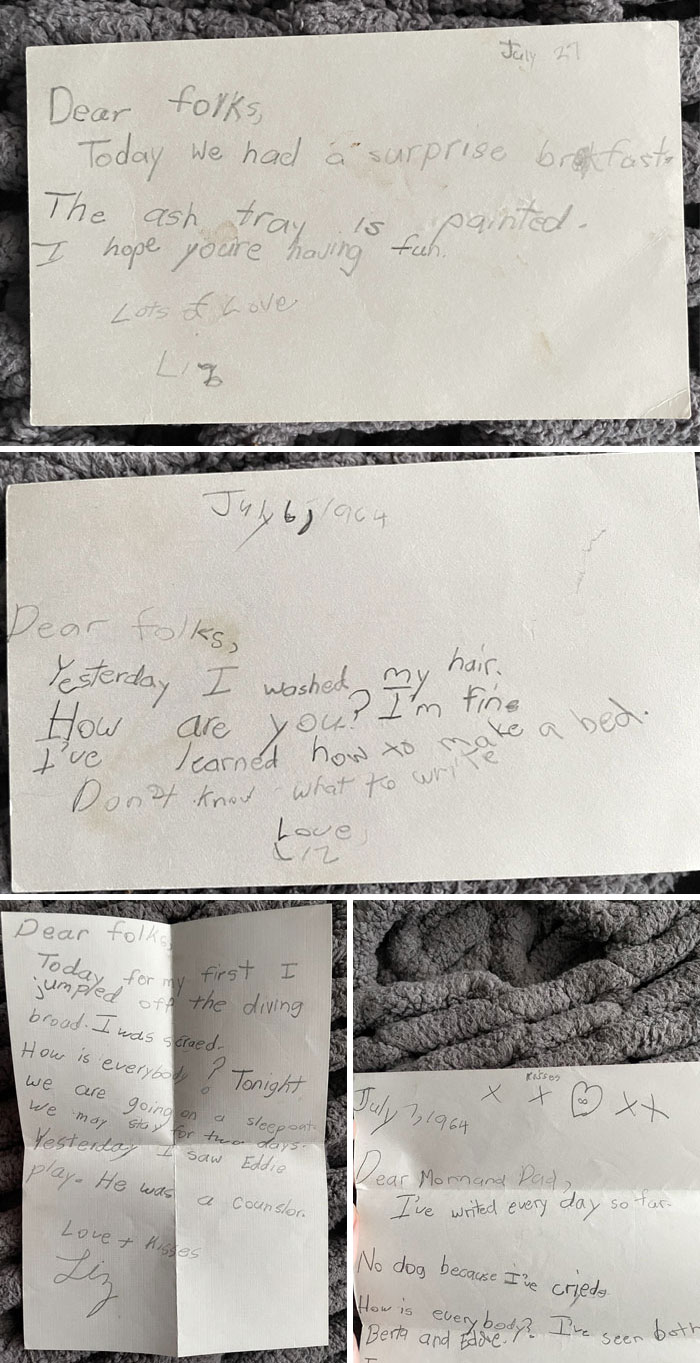 July 27
Dear folks,
Today we had a surprise brekfast.
The ash tray is painted.
I hope youre having fun.
Lots of Love
Liz
July 6, 1964
Dear folks,
Yesterday I washed my hair.
How are you? I'm fine
I've learned how to make a bed.
Don't know what to write
Love,
Liz
Dear folks,
Today for my first I
jumpled off the diving
broad. I was scraed.
How is everybody? Tonight
we are going on a sleepout.
We may stay for two days.
Yesterday I saw Eddie
play. He was a counslor.
Love + Kisses
Liz
Kisses
X X X X
July 7, 1964
Dear Mom and Dad,
I've writed every day so far.
No dog because I've cried.
How is everybody? I've seen both
Berta and Eddie.
I